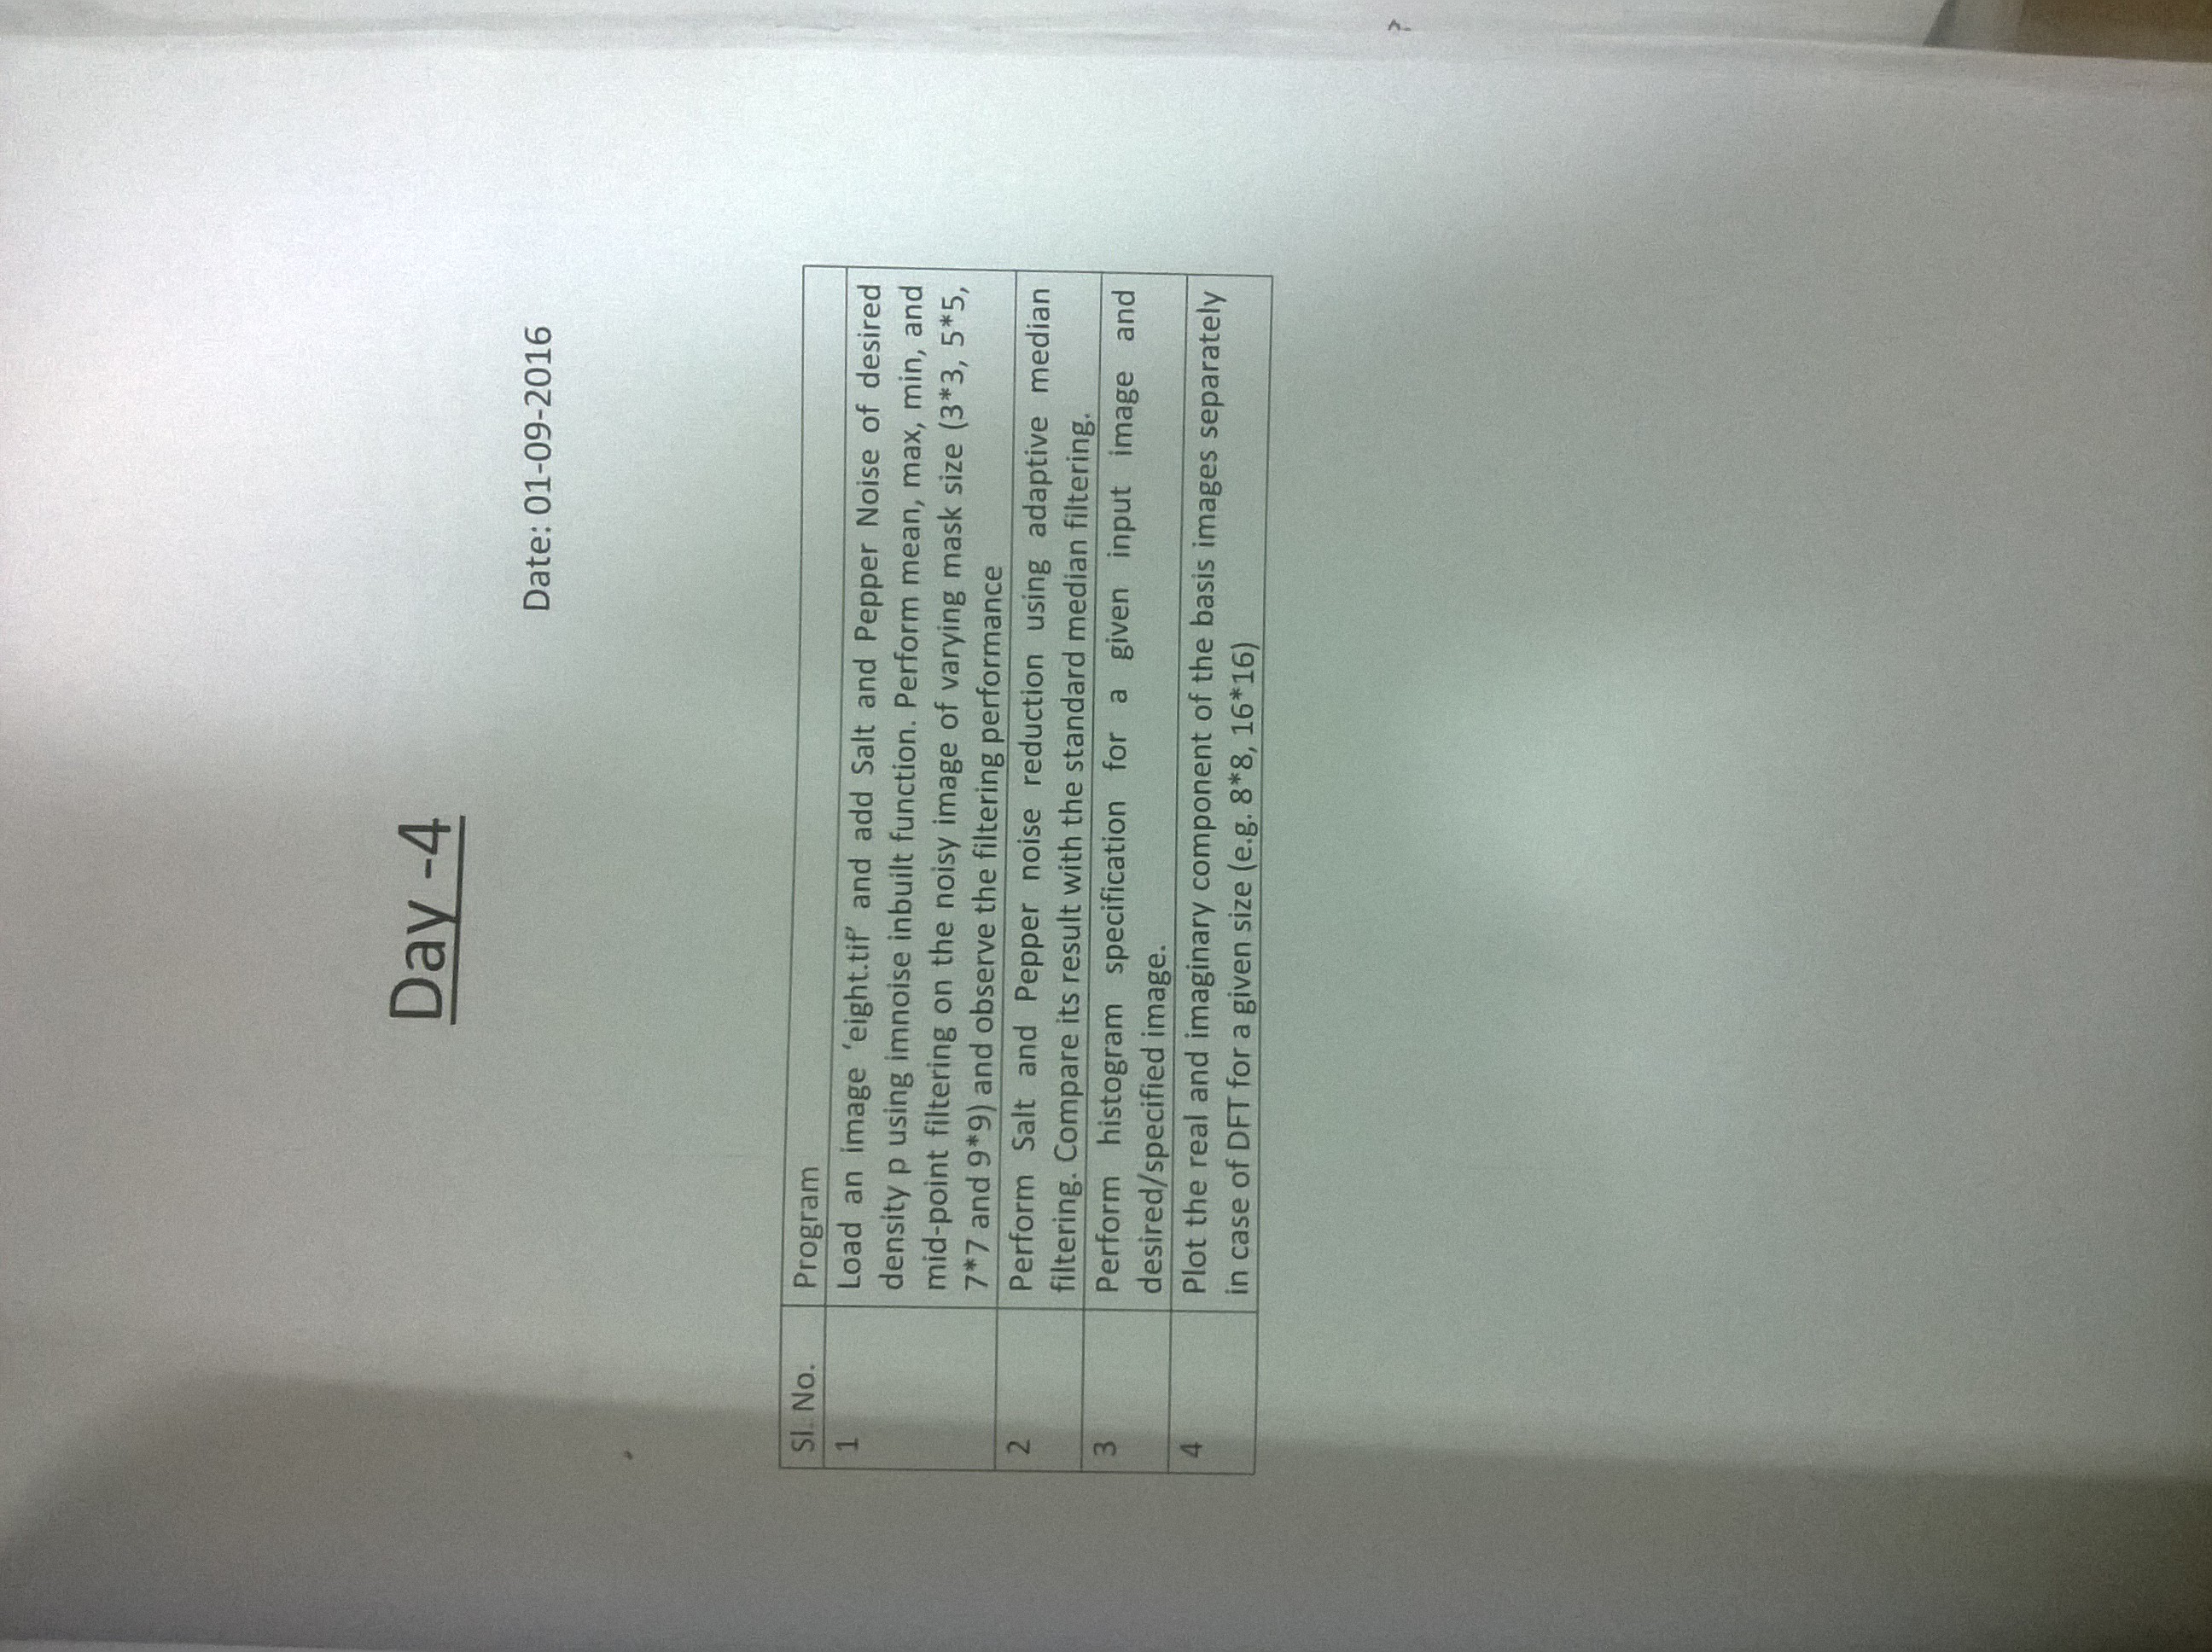 Day -4
Date: 01-09-2016
Sl. No. Program
1 Load an image ‘eight.tif’ and add Salt and Pepper Noise of desired
density p using imnoise inbuilt function. Perform mean, max, min, and
mid-point filtering on the noisy image of varying mask size (3*3, 5*5,
7*7 and 9*9) and observe the filtering performance
2 Perform Salt and Pepper noise reduction using adaptive median
filtering. Compare its result with the standard median filtering.
3 Perform histogram specification for a given input image and
desired/specified image.
4 Plot the real and imaginary component of the basis images separately
in case of DFT for a given size (e.g. 8*8, 16*16)